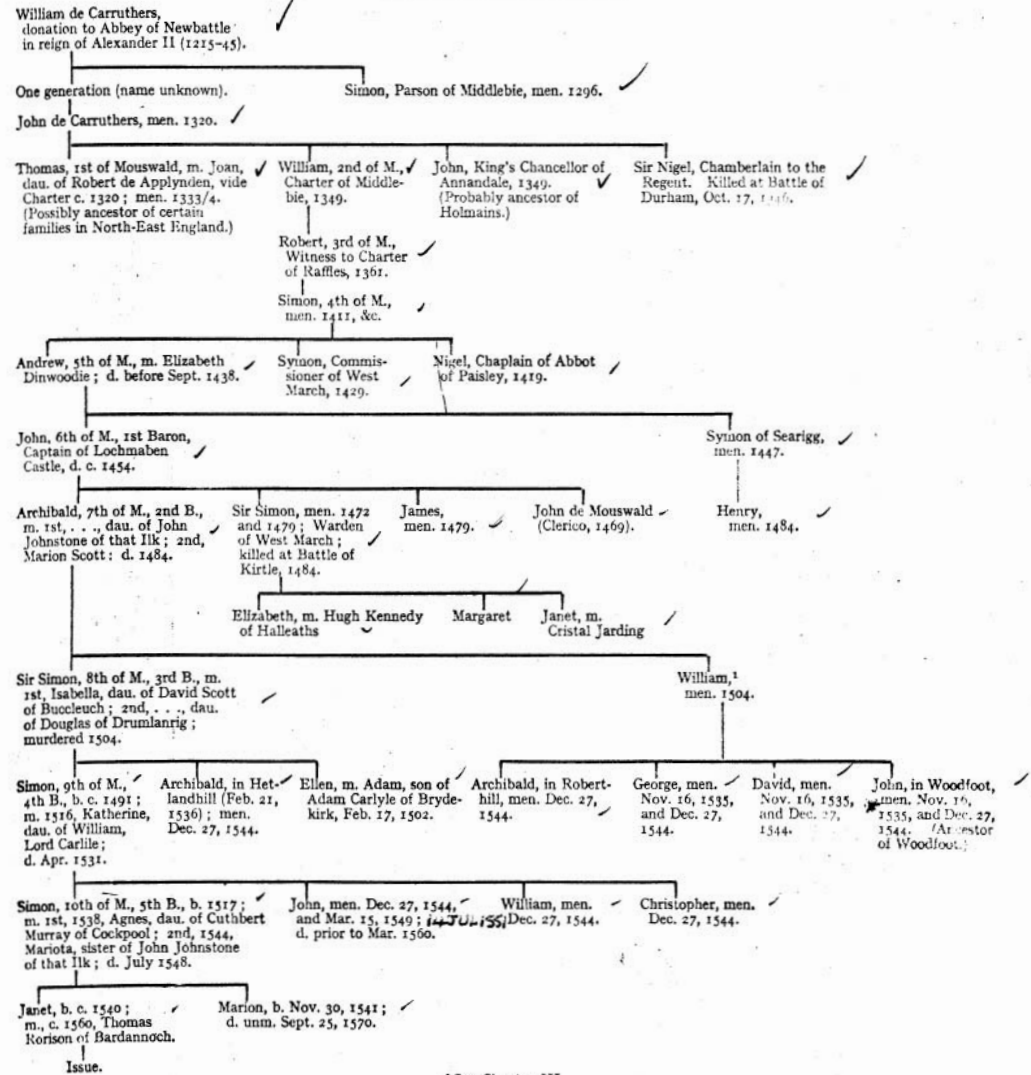 William de Carruthers,
donation to Abbey of Newbattle
in reign of Alexander II (1215-45).
One generation (name unknown).
Simon, Parson of Middlebie, men. 1296.
John de Carruthers, men. 1320.
Thomas, 1st of Mouswald, m. Joan,
dau. of Robert de Applynden, vide
Charter c. 1320 ; men. 1333/4.
(Possibly ancestor of certain
families in North-East England.)
William, 2nd of M.,
Charter of Middle-
bie, 1349.
John, King's Chancellor of
Annandale, 1349.
(Probably ancestor of
Holmains.)
Sir Nigel, Chamberlain to the
Regent. Killed at Battle of
Durham, Oct. 17, 1346.
Robert, 3rd of M.,
Witness to Charter
of Raffles, 1361.
Simon, 4th of M.,
men. 1411, &c.
Andrew, 5th of M., m. Elizabeth
Dinwoodie ; d. before Sept. 1438.
Symon, Commis-
sioner of West
March, 1429.
Nigel, Chaplain of Abbot
of Paisley, 1419.
John, 6th of M., 1st Baron,
Captain of Lochmaben
Castle, d. c. 1454.
Symon of Searigg,
men. 1447.
Archibald, 7th of M., 2nd B.,
m. 1st, . . ., dau. of John
Johnstone of that Ilk ; 2nd,
Marion Scott : d. 1484.
Sir Simon, men. 1472
and 1479 ; Warden
of West March ;
killed at Battle of
Kirtle, 1484.
James,
men. 1479.
John de Mouswald
(Clerico, 1469).
Henry,
men. 1484.
Elizabeth, m. Hugh Kennedy
of Halleaths
Margaret
Janet, m.
Cristal Jarding
Sir Simon, 8th of M., 3rd B., m.
1st, Isabella, dau. of David Scott
of Buccleuch ; 2nd, . . ., dau.
of Douglas of Drumlanrig ;
murdered 1504.
William,¹
men. 1504.
Simon, 9th of M.,
4th B., b. c. 1491 ;
m. 1516, Katherine,
dau. of William,
Lord Carlile ;
d. Apr. 1531.
Archibald, in Het-
landhill (Feb. 21,
1536) ; men.
Dec. 27, 1544.
Ellen, m. Adam, son of
Adam Carlyle of Bryde-
kirk, Feb. 17, 1502.
Archibald, in Robert-
hill, men. Dec. 27,
1544.
George, men.
Nov. 16, 1535,
and Dec. 27,
1544.
David, men.
Nov. 16, 1535,
and Dec. 27,
1544.
John, in Woodfoot,
men. Nov. 16,
1535, and Dec. 27,
1544. (Ancestor
of Woodfoot.)
Simon, 10th of M., 5th B., b. 1517 ;
m. 1st, 1538, Agnes, dau. of Cuthbert
Murray of Cockpool ; 2nd, 1544,
Mariota, sister of John Johnstone
of that Ilk ; d. July 1548.
John, men. Dec. 27, 1544,
and Mar. 15, 1549 ;
d. prior to Mar. 1560.
William, men.
Dec. 27, 1544.
Christopher, men.
Dec. 27, 1544.
Janet, b. c. 1540 ;
m., c. 1560, Thomas
Rorison of Bardannoch.
Marion, b. Nov. 30, 1541 ;
d. unm. Sept. 25, 1570.
Issue.